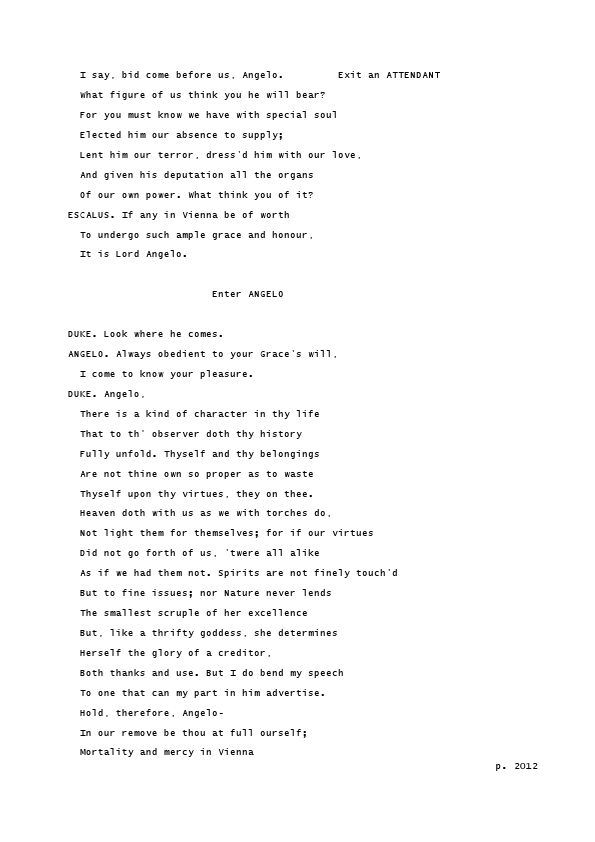 I say, bid come before us, Angelo.         Exit an ATTENDANT
What figure of us think you he will bear?
For you must know we have with special soul
Elected him our absence to supply;
Lent him our terror, dress'd him with our love,
And given his deputation all the organs
Of our own power. What think you of it?
ESCALUS. If any in Vienna be of worth
To undergo such ample grace and honour,
It is Lord Angelo.
Enter ANGELO
DUKE. Look where he comes.
ANGELO. Always obedient to your Grace's will,
I come to know your pleasure.
DUKE. Angelo,
There is a kind of character in thy life
That to th' observer doth thy history
Fully unfold. Thyself and thy belongings
Are not thine own so proper as to waste
Thyself upon thy virtues, they on thee.
Heaven doth with us as we with torches do,
Not light them for themselves; for if our virtues
Did not go forth of us, 'twere all alike
As if we had them not. Spirits are not finely touch'd
But to fine issues; nor Nature never lends
The smallest scruple of her excellence
But, like a thrifty goddess, she determines
Herself the glory of a creditor,
Both thanks and use. But I do bend my speech
To one that can my part in him advertise.
Hold, therefore, Angelo-
In our remove be thou at full ourself;
Mortality and mercy in Vienna
p. 2012